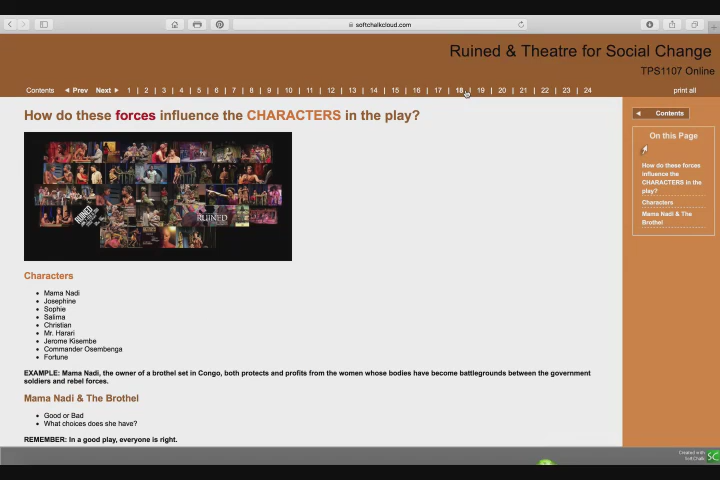 softchalkcloud.com
Ruined & Theatre for Social Change
TPS1107 Online
Contents ◀ Prev Next ▶ 1 | 2 | 3 | 4 | 5 | 6 | 7 | 8 | 9 | 10 | 11 | 12 | 13 | 14 | 15 | 16 | 17 | 18 | 19 | 20 | 21 | 22 | 23 | 24 print all
How do these forces influence the CHARACTERS in the play?
RUINED
RUINED
Characters
• Mama Nadi
• Josephine
• Sophie
• Salima
• Christian
• Mr. Harari
• Jerome Kisembe
• Commander Osembenga
• Fortune
EXAMPLE: Mama Nadi, the owner of a brothel set in Congo, both protects and profits from the women whose bodies have become battlegrounds between the government
soldiers and rebel forces.
Mama Nadi & The Brothel
• Good or Bad
• What choices does she have?
REMEMBER: In a good play, everyone is right.
◀ Contents
On this Page
How do these forces
influence the
CHARACTERS in the
play?
Characters
Mama Nadi & The
Brothel
Created with
SoftChalk
SC